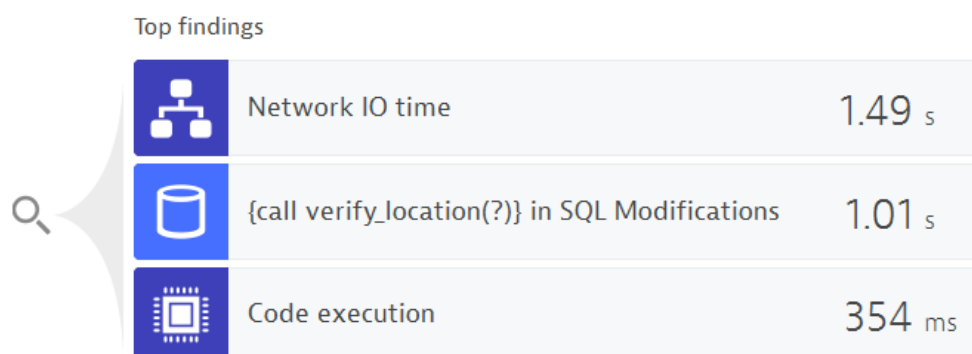 Top findings
Network IO time 1.49 s
{call verify_location(?)} in SQL Modifications 1.01 s
Code execution 354 ms